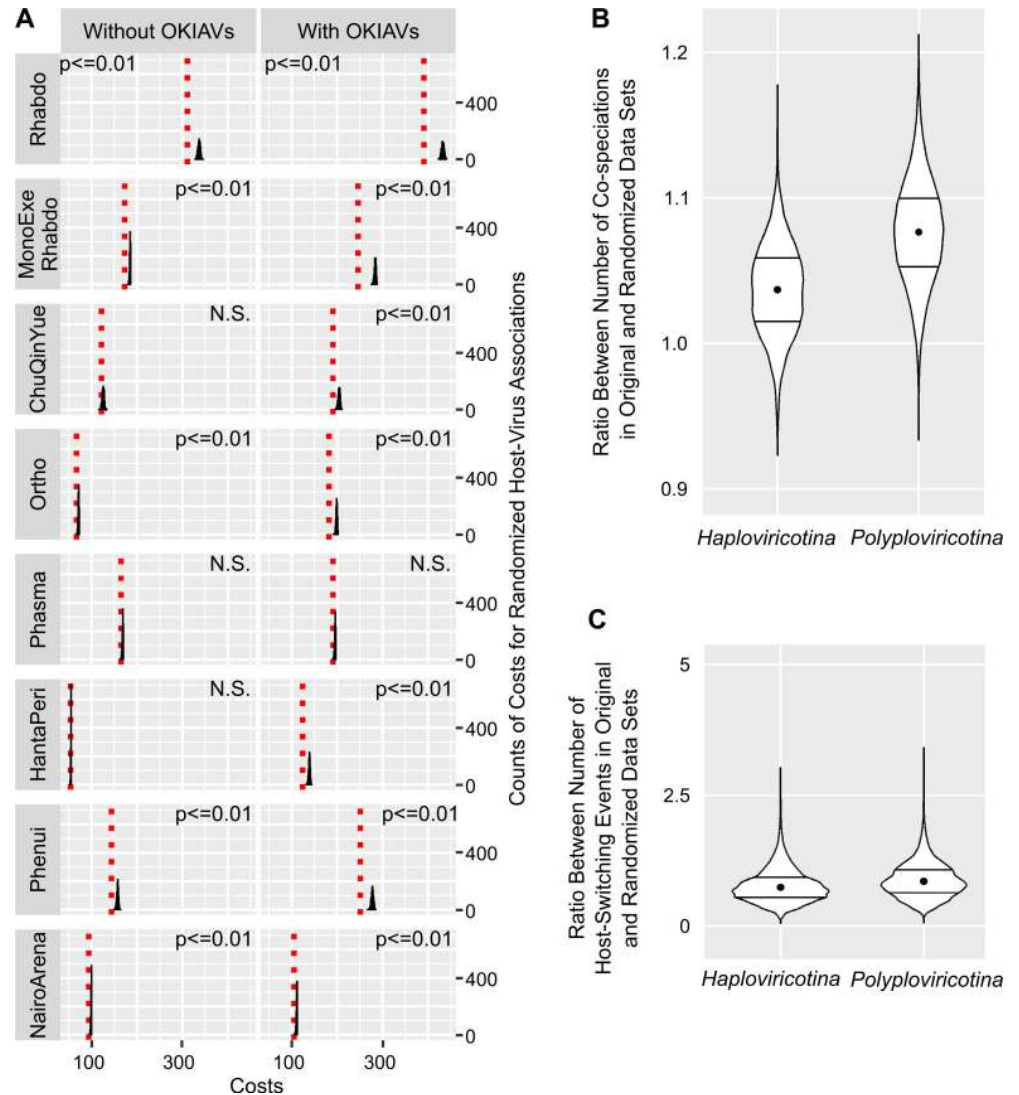 A
Without OKIAVs
With OKIAVs
Rhabdo
p<=0.01
p<=0.01
400
0
MonoExe
Rhabdo
p<=0.01
p<=0.01
400
0
ChuQinYue
N.S.
p<=0.01
400
0
Ortho
p<=0.01
p<=0.01
400
0
Phasma
N.S.
N.S.
400
0
HantaPeri
N.S.
p<=0.01
400
0
Phenui
p<=0.01
p<=0.01
400
0
NairoArena
p<=0.01
p<=0.01
400
0
100
300
100
300
Costs
Counts of Costs for Randomized Host-Virus Associations
B
Ratio Between Number of Co-speciations
in Original and Randomized Data Sets
1.2
1.1
1.0
0.9
Haploviricotina
Polyploviricotina
C
Ratio Between Number of
Host-Switching Events in Original
and Randomized Data Sets
5
2.5
0
Haploviricotina
Polyploviricotina